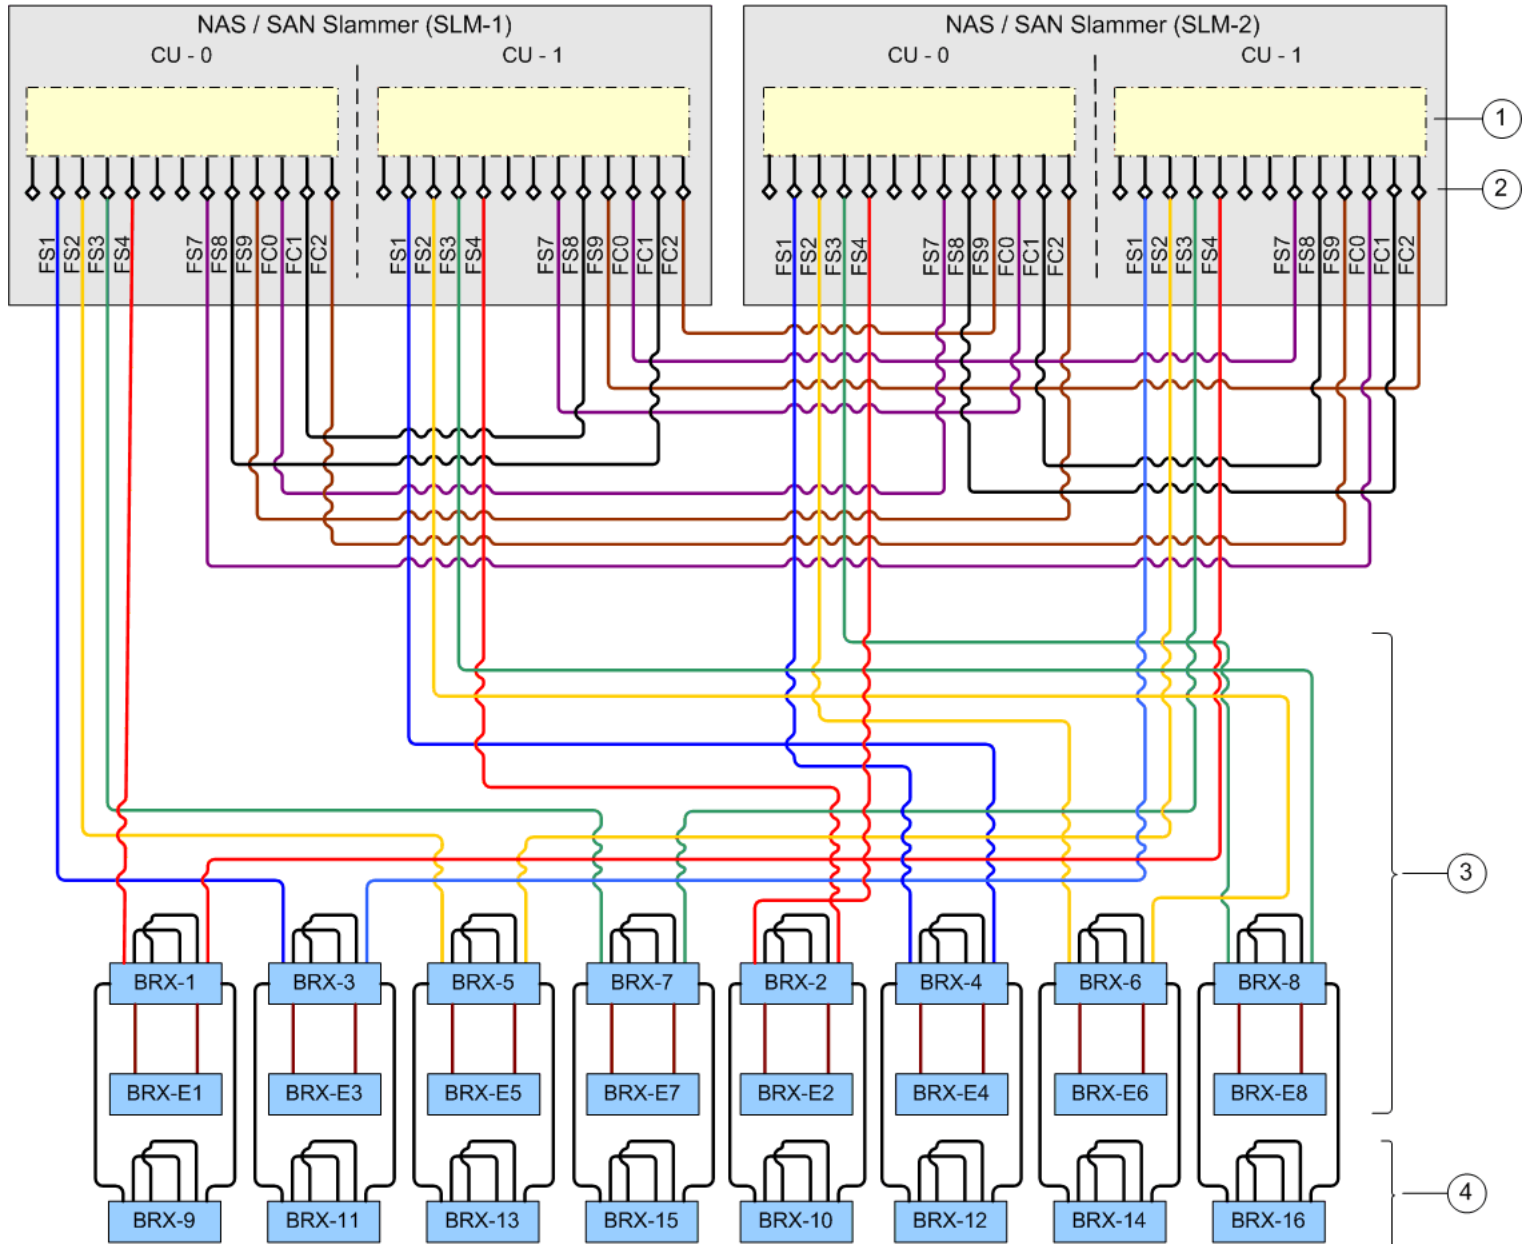 NAS / SAN Slammer (SLM-1)
NAS / SAN Slammer (SLM-2)
CU - 0
CU - 1
CU - 0
CU - 1
1
2
FS1
FS2
FS3
FS4
FS7
FS8
FS9
FC0
FC1
FC2
FS1
FS2
FS3
FS4
FS7
FS8
FS9
FC0
FC1
FC2
FS1
FS2
FS3
FS4
FS7
FS8
FS9
FC0
FC1
FC2
FS1
FS2
FS3
FS4
FS7
FS8
FS9
FC0
FC1
FC2
3
BRX-1
BRX-3
BRX-5
BRX-7
BRX-2
BRX-4
BRX-6
BRX-8
BRX-E1
BRX-E3
BRX-E5
BRX-E7
BRX-E2
BRX-E4
BRX-E6
BRX-E8
4
BRX-9
BRX-11
BRX-13
BRX-15
BRX-10
BRX-12
BRX-14
BRX-16